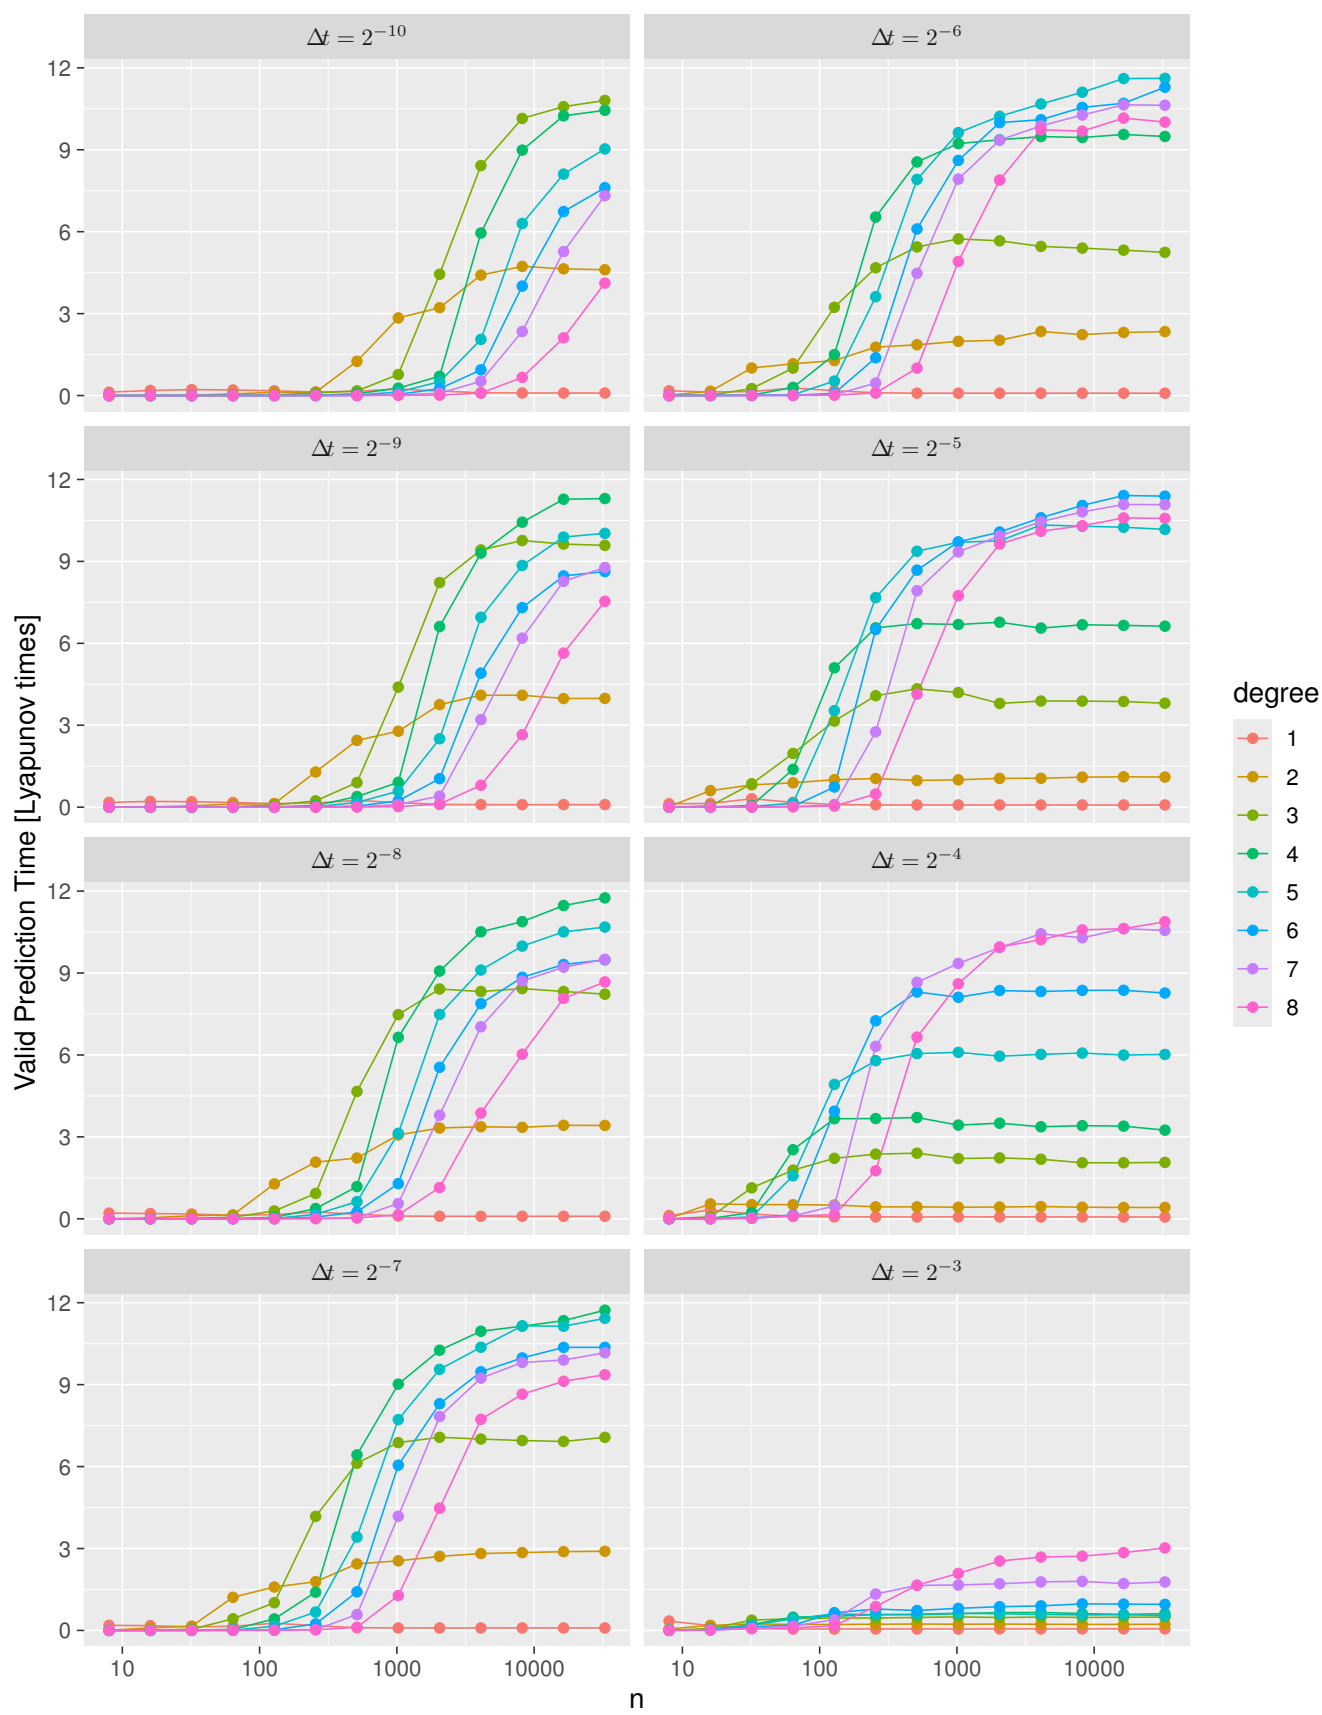 Δt = 2⁻¹⁰
Δt = 2⁻⁶
12
9
6
3
0
Δt = 2⁻⁹
Δt = 2⁻⁵
12
9
6
3
0
Δt = 2⁻⁸
Δt = 2⁻⁴
12
9
6
3
0
Δt = 2⁻⁷
Δt = 2⁻³
12
9
6
3
0
10 100 1000 10000
10 100 1000 10000
n
Valid Prediction Time [Lyapunov times]
degree
1
2
3
4
5
6
7
8